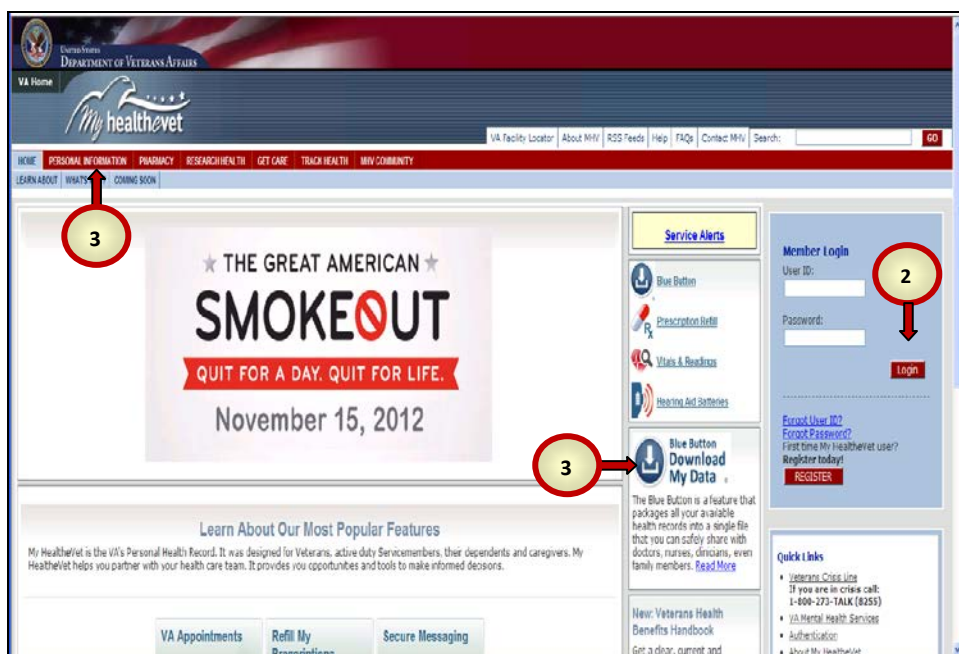 UNITED STATES
DEPARTMENT OF VETERANS AFFAIRS
VA Home
My healthevet
VA Facility Locator About MHV RSS Feeds Help FAQs Contact MHV Search: GO
HOME PERSONAL INFORMATION PHARMACY RESEARCH HEALTH GET CARE TRACK HEALTH MHV COMMUNITY
LEARN ABOUT WHAT'S COMING SOON
3
THE GREAT AMERICAN
SMOKEOUT
QUIT FOR A DAY. QUIT FOR LIFE.
November 15, 2012
Learn About Our Most Popular Features
My HealtheVet is the VA's Personal Health Record. It was designed for Veterans, active duty Servicemembers, their dependents and caregivers. My
HealtheVet helps you partner with your health care team. It provides you opportunities and tools to make informed decisions.
VA Appointments
Refill My
Prescriptions
Secure Messaging
Service Alerts
Blue Button
Prescription Refill
Rx
Vitals & Readings
Hearing Aid Batteries
3
Blue Button
Download
My Data
The Blue Button is a feature that
packages all your available
health records into a single file
that you can safely share with
doctors, nurses, clinicians, even
family members. Read More
New: Veterans Health
Benefits Handbook
Get a clear, current and
Member Login
User ID:
2
Password:
Login
Forgot User ID?
Forgot Password?
First time My HealtheVet user?
Register today!
REGISTER
Quick Links
Veterans Crisis Line
If you are in crisis call:
1-800-273-TALK (8255)
VA Mental Health Services
Authentication
About My HealtheVet